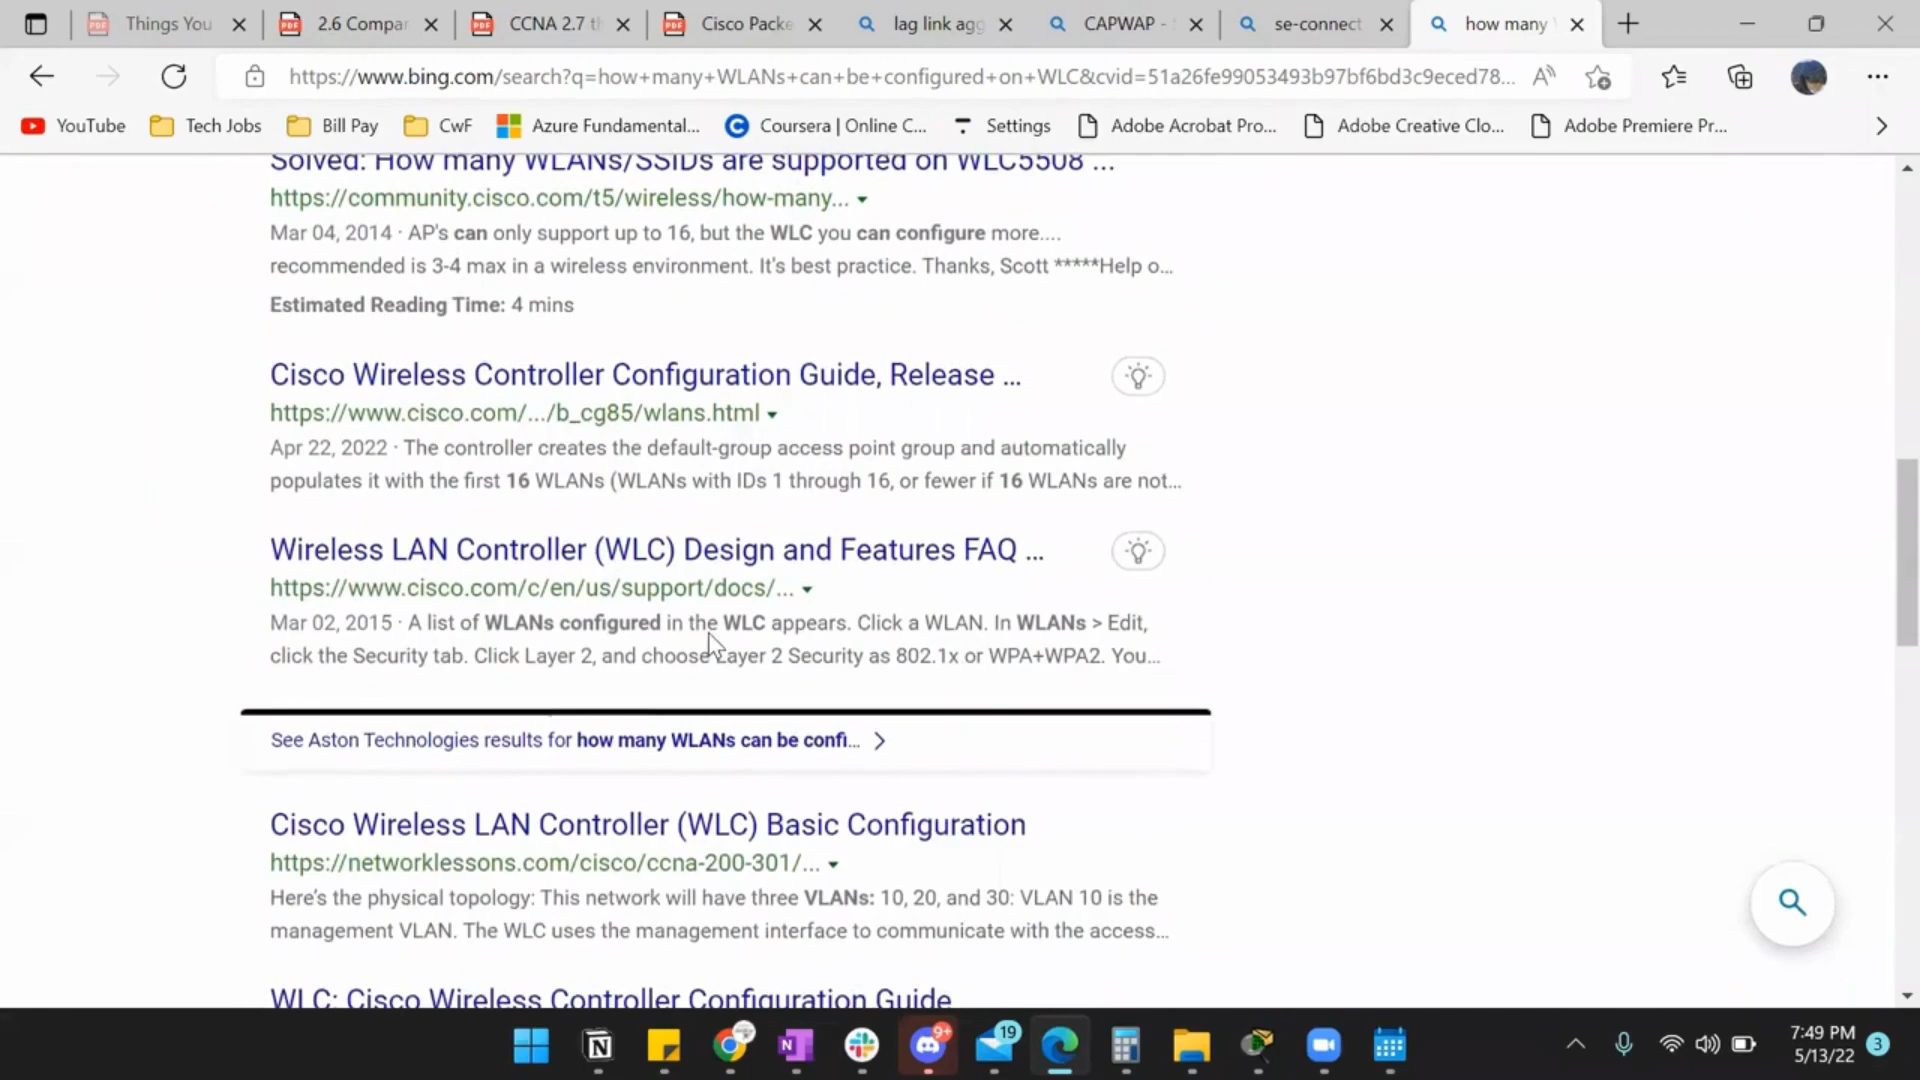 Things You
2.6 Compar
CCNA 2.7 t
Cisco Packe
lag link agg
CAPWAP -
se-connect
how many
https://www.bing.com/search?q=how+many+WLANs+can+be+configured+on+WLC&cvid=51a26fe99053493b97bf6bd3c9eced78...
YouTube
Tech Jobs
Bill Pay
CwF
Azure Fundamental...
Coursera | Online C...
Settings
Adobe Acrobat Pro...
Adobe Creative Clo...
Adobe Premiere Pr...
Solved: How many WLANs/SSIDs are supported on WLC5508 ...
https://community.cisco.com/t5/wireless/how-many...
Mar 04, 2014 · AP's can only support up to 16, but the WLC you can configure more....
recommended is 3-4 max in a wireless environment. It's best practice. Thanks, Scott *****Help o...
Estimated Reading Time: 4 mins
Cisco Wireless Controller Configuration Guide, Release ...
https://www.cisco.com/.../b_cg85/wlans.html
Apr 22, 2022 · The controller creates the default-group access point group and automatically
populates it with the first 16 WLANs (WLANs with IDs 1 through 16, or fewer if 16 WLANs are not...
Wireless LAN Controller (WLC) Design and Features FAQ ...
https://www.cisco.com/c/en/us/support/docs/...
Mar 02, 2015 · A list of WLANs configured in the WLC appears. Click a WLAN. In WLANs > Edit,
click the Security tab. Click Layer 2, and choose Layer 2 Security as 802.1x or WPA+WPA2. You...
See Aston Technologies results for how many WLANs can be confi...
Cisco Wireless LAN Controller (WLC) Basic Configuration
https://networklessons.com/cisco/ccna-200-301/...
Here's the physical topology: This network will have three VLANs: 10, 20, and 30: VLAN 10 is the
management VLAN. The WLC uses the management interface to communicate with the access...
WLC: Cisco Wireless Controller Configuration Guide
9+
19
7:49 PM
5/13/22
3